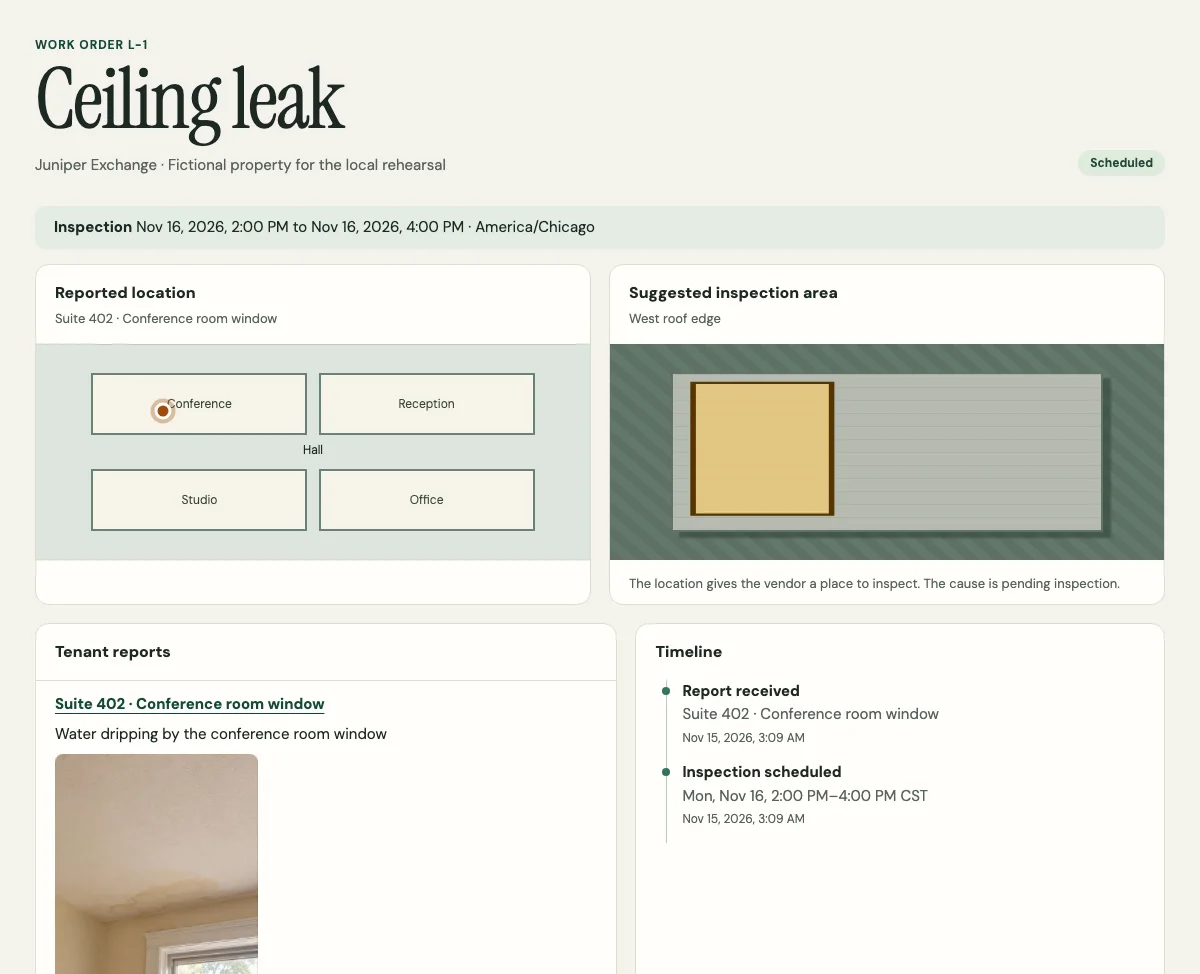 WORK ORDER L-1
Ceiling leak
Juniper Exchange · Fictional property for the local rehearsal
Scheduled
Inspection Nov 16, 2026, 2:00 PM to Nov 16, 2026, 4:00 PM · America/Chicago
Reported location
Suite 402 · Conference room window
Conference
Reception
Hall
Studio
Office
Suggested inspection area
West roof edge
The location gives the vendor a place to inspect. The cause is pending inspection.
Tenant reports
Suite 402 · Conference room window
Water dripping by the conference room window
Timeline
Report received
Suite 402 · Conference room window
Nov 15, 2026, 3:09 AM
Inspection scheduled
Mon, Nov 16, 2:00 PM–4:00 PM CST
Nov 15, 2026, 3:09 AM